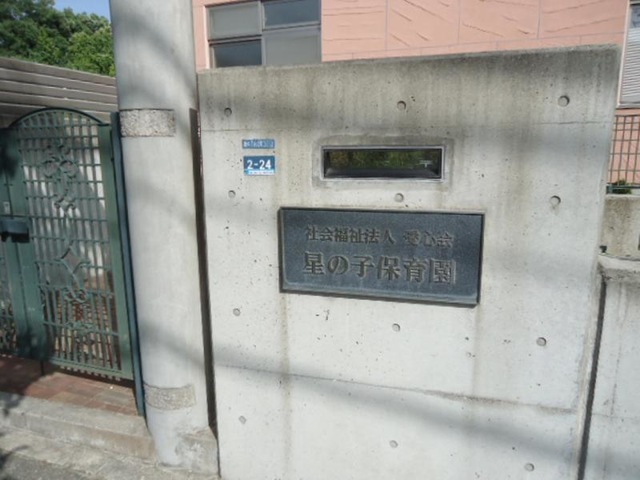 2-24
社会福祉法人 愛心会
星の子保育園